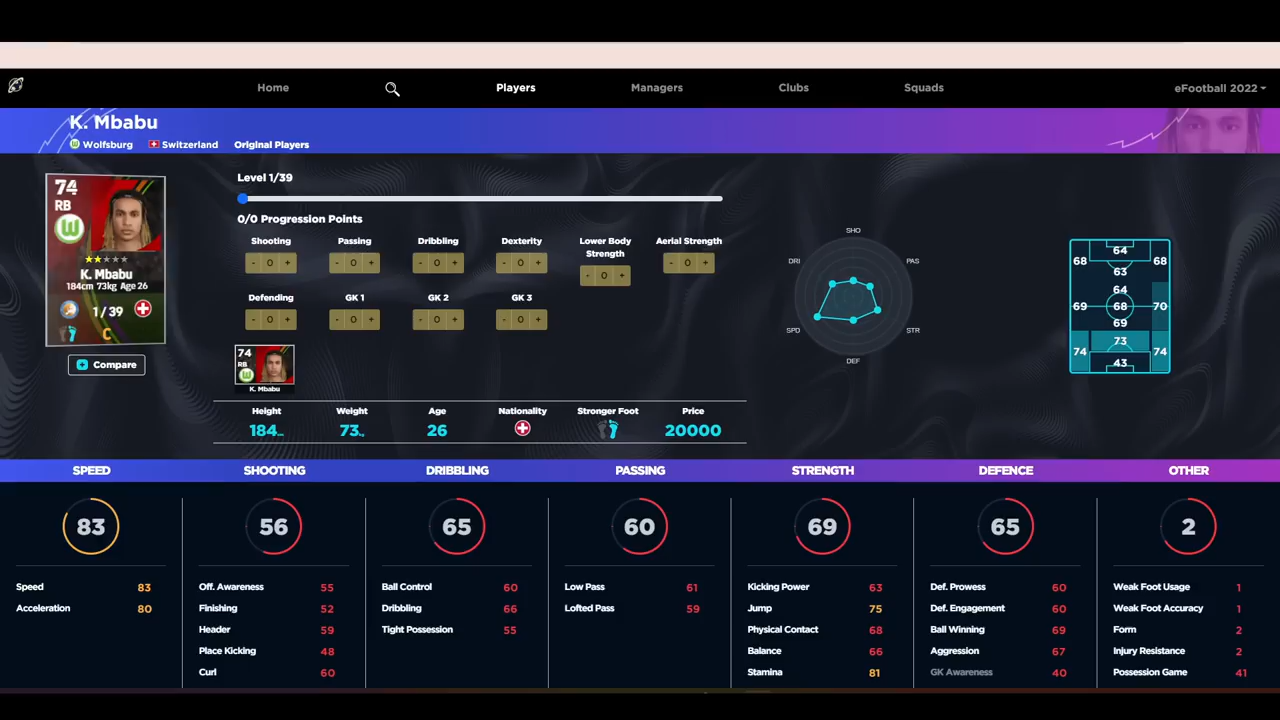 Home Players Managers Clubs Squads eFootball 2022
K. Mbabu
Wolfsburg Switzerland Original Players
74
RB
W
K. Mbabu
184cm 73kg Age 26
1 / 39
C
Compare
Level 1/39
0/0 Progression Points
Shooting Passing Dribbling Dexterity Lower Body Strength Aerial Strength
- 0 + - 0 + - 0 + - 0 + - 0 + - 0 +
Defending GK 1 GK 2 GK 3
- 0 + - 0 + - 0 + - 0 +
74
RB
W
K. Mbabu
Height Weight Age Nationality Stronger Foot Price
184 73 26 20000
SHO
DRI PAS
SPD STR
DEF
64
68 68
63
64
69 68 70
69
73
74 74
43
SPEED SHOOTING DRIBBLING PASSING STRENGTH DEFENCE OTHER
83 56 65 60 69 65 2
Speed 83 Off. Awareness 55 Ball Control 60 Low Pass 61 Kicking Power 63 Def. Prowess 60 Weak Foot Usage 1
Acceleration 80 Finishing 52 Dribbling 66 Lofted Pass 59 Jump 75 Def. Engagement 60 Weak Foot Accuracy 1
Header 59 Tight Possession 55 Physical Contact 68 Ball Winning 69 Form 2
Place Kicking 48 Balance 66 Aggression 67 Injury Resistance 2
Curl 60 Stamina 81 GK Awareness 40 Possession Game 41